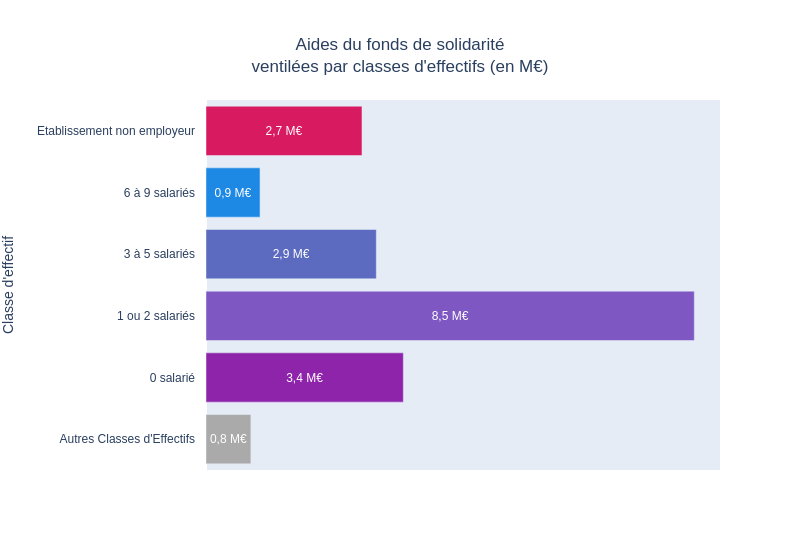 Aides du fonds de solidarité
ventilées par classes d'effectifs (en M€)
Classe d'effectif
Etablissement non employeur
2,7 M€
6 à 9 salariés
0,9 M€
3 à 5 salariés
2,9 M€
1 ou 2 salariés
8,5 M€
0 salarié
3,4 M€
Autres Classes d'Effectifs
0,8 M€